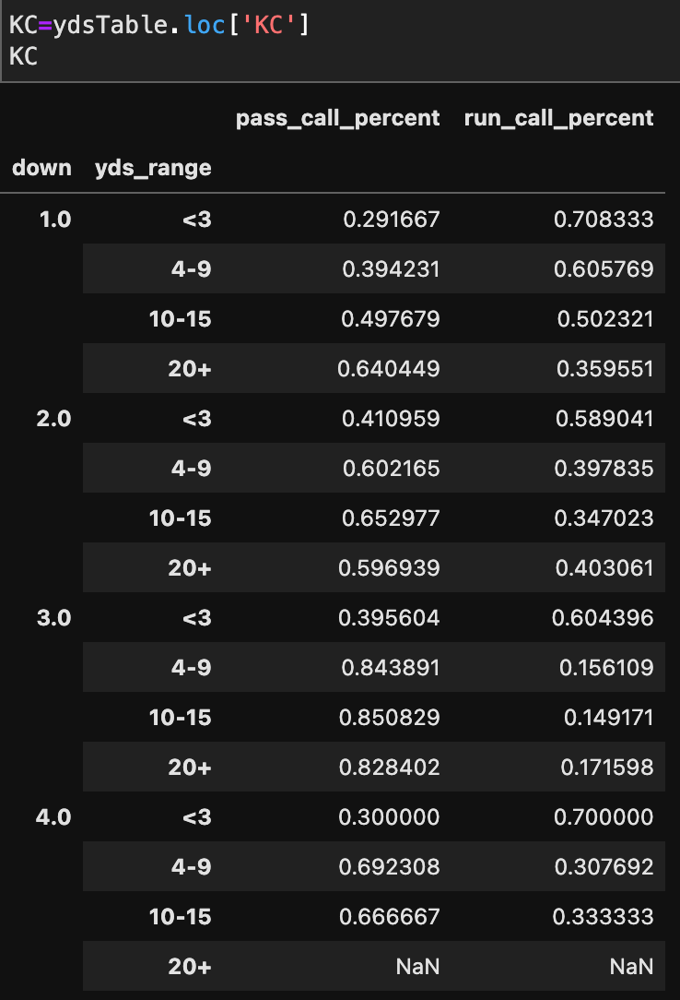 KC=ydsTable.loc['KC']
KC
pass_call_percent run_call_percent
down yds_range
1.0 <3 0.291667 0.708333
4-9 0.394231 0.605769
10-15 0.497679 0.502321
20+ 0.640449 0.359551
2.0 <3 0.410959 0.589041
4-9 0.602165 0.397835
10-15 0.652977 0.347023
20+ 0.596939 0.403061
3.0 <3 0.395604 0.604396
4-9 0.843891 0.156109
10-15 0.850829 0.149171
20+ 0.828402 0.171598
4.0 <3 0.300000 0.700000
4-9 0.692308 0.307692
10-15 0.666667 0.333333
20+ NaN NaN